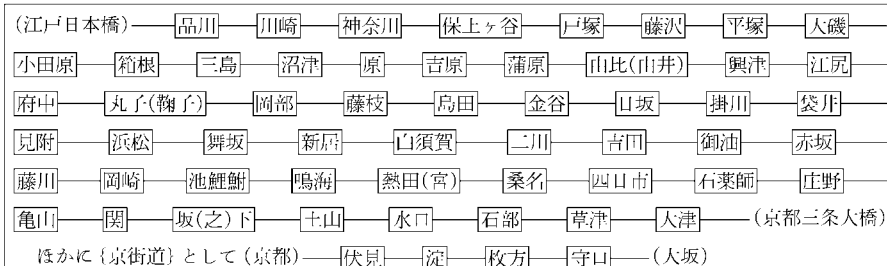 (江戸日本橋) 品川 川崎 神奈川 保土ヶ谷 戸塚 藤沢 平塚 大磯
小田原 箱根 三島 沼津 原 吉原 蒲原 由比(由井) 興津 江尻
府中 丸子(鞠子) 岡部 藤枝 島田 金谷 日坂 掛川 袋井
見附 浜松 舞坂 新居 白須賀 二川 吉田 御油 赤坂
藤川 岡崎 池鯉鮒 鳴海 熱田(宮) 桑名 四日市 石薬師 庄野
亀山 関 坂(之)下 土山 水口 石部 草津 大津 (京都三条大橋)
ほかに{京街道}として(京都) 伏見 淀 枚方 守口 (大坂)